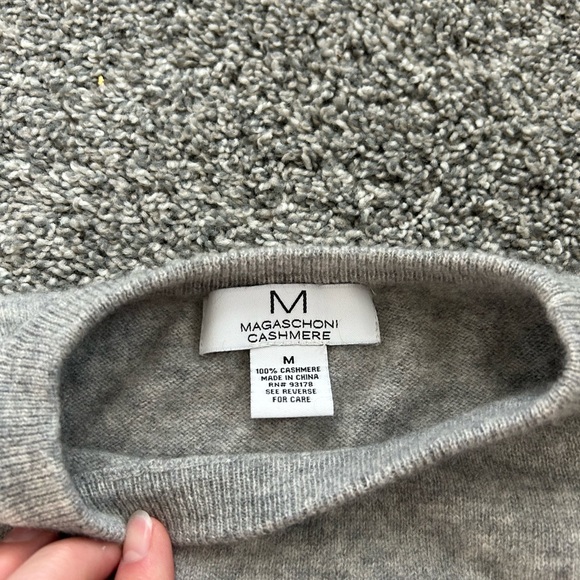 M
MAGASCHONI
CASHMERE
M
100% CASHMERE
MADE IN CHINA
RN# 93178
SEE REVERSE
FOR CARE